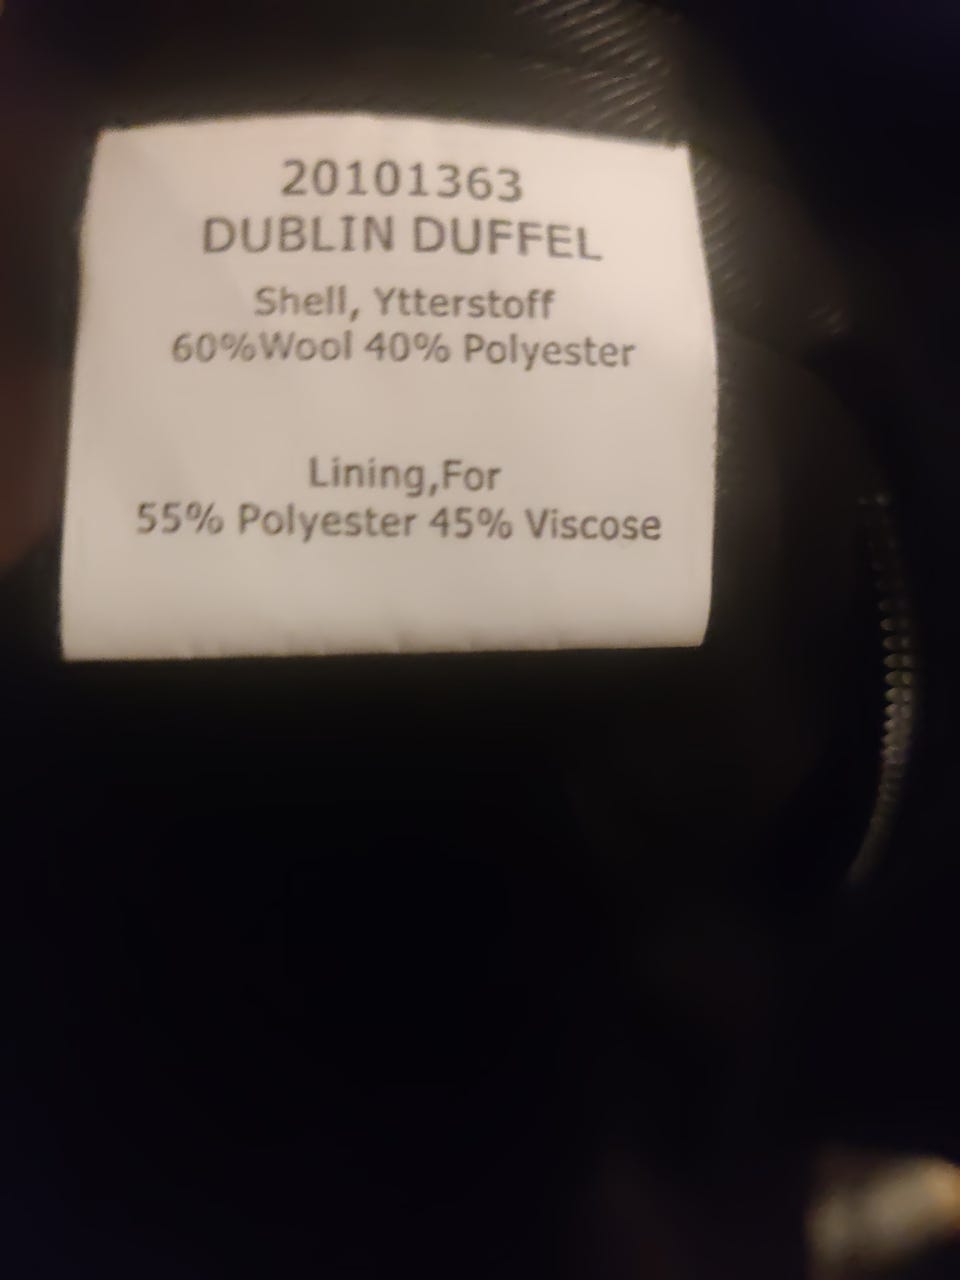 20101363
DUBLIN DUFFEL
Shell, Ytterstoff
60%Wool 40% Polyester
Lining,For
55% Polyester 45% Viscose